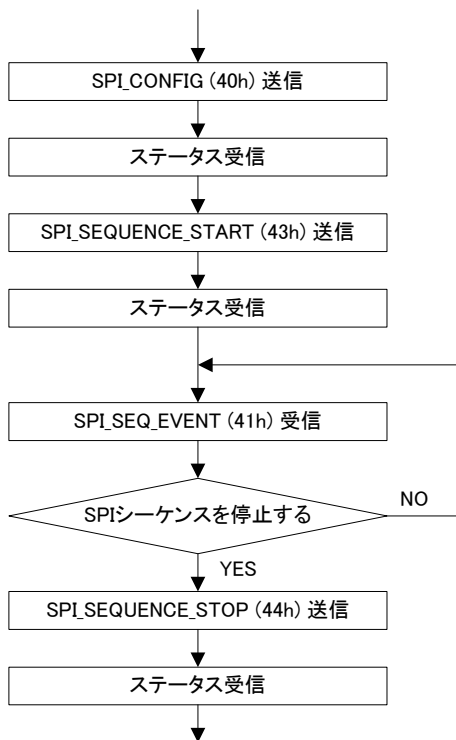 SPI_CONFIG (40h) 送信
ステータス受信
SPI_SEQUENCE_START (43h) 送信
ステータス受信
SPI_SEQ_EVENT (41h) 受信
SPIシーケンスを停止する
NO
YES
SPI_SEQUENCE_STOP (44h) 送信
ステータス受信